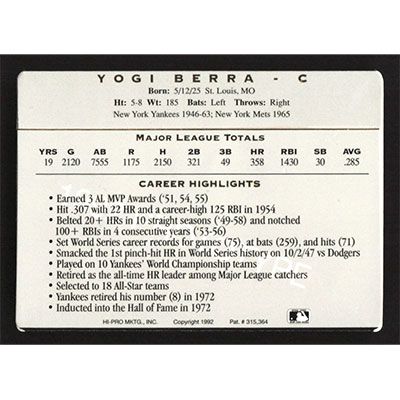 YOGI BERRA - C
Born: 5/12/25 St. Louis, MO
Ht: 5-8 Wt: 185 Bats: Left Throws: Right
New York Yankees 1946-63; New York Mets 1965
MAJOR LEAGUE TOTALS
YRS G AB R H 2B 3B HR RBI SB AVG
19 2120 7555 1175 2150 321 49 358 1430 30 .285
CAREER HIGHLIGHTS
• Earned 3 AL MVP Awards ('51, 54, 55)
• Hit .307 with 22 HR and a career-high 125 RBI in 1954
• Belted 20+ HRs in 10 straight seasons ('49-58) and notched
100+ RBIs in 4 consecutive years ('53-56)
• Set World Series career records for games (75), at bats (259), and hits (71)
• Smacked the 1st pinch-hit HR in World Series history on 10/2/47 vs Dodgers
• Played on 10 Yankees' World Championship teams
• Retired as the all-time HR leader among Major League catchers
• Selected to 18 All-Star teams
• Yankees retired his number (8) in 1972
• Inducted into the Hall of Fame in 1972
HI-PRO MKTG., INC. Copyright 1992 Pat. # 315,364